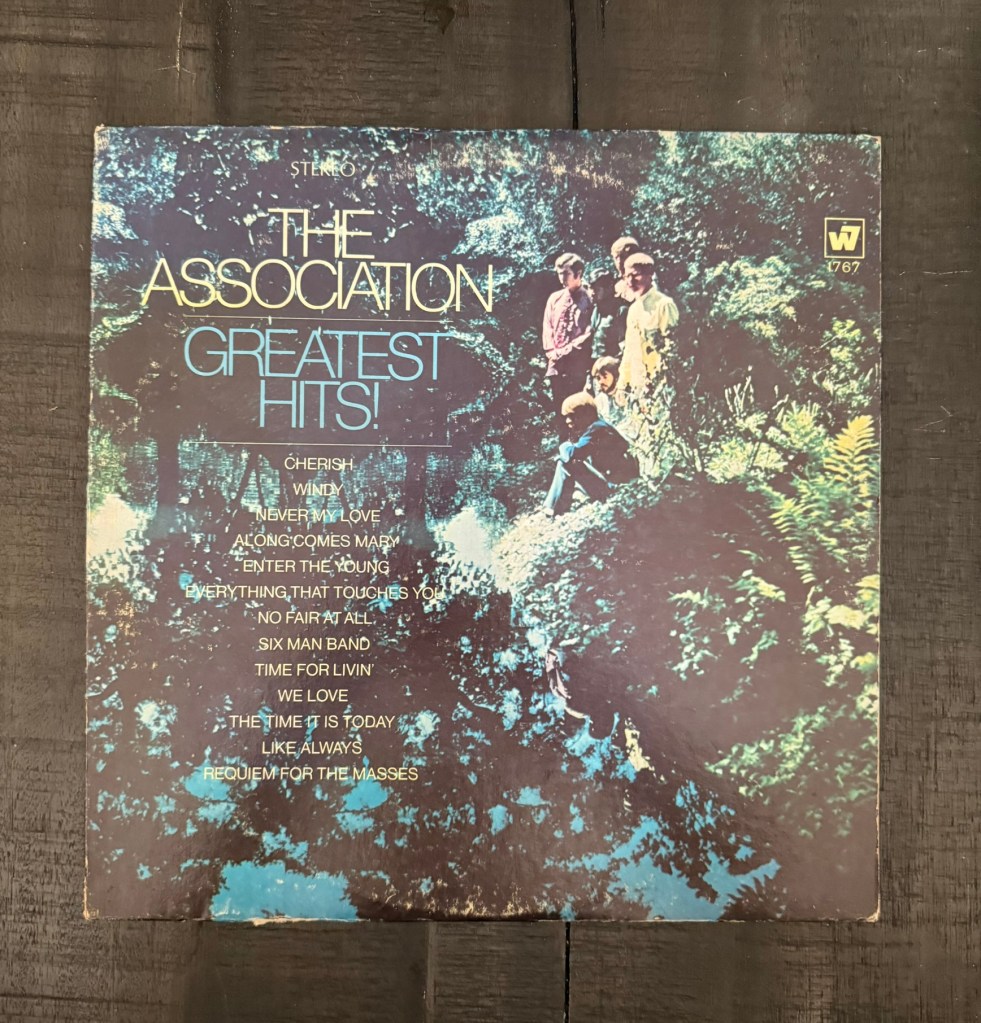 STEREO
THE
ASSOCIATION
GREATEST
HITS!
W7
1767
CHERISH
WINDY
NEVER MY LOVE
ALONG COMES MARY
ENTER THE YOUNG
EVERYTHING THAT TOUCHES YOU
NO FAIR AT ALL
SIX MAN BAND
TIME FOR LIVIN'
WE LOVE
THE TIME IT IS TODAY
LIKE ALWAYS
REQUIEM FOR THE MASSES